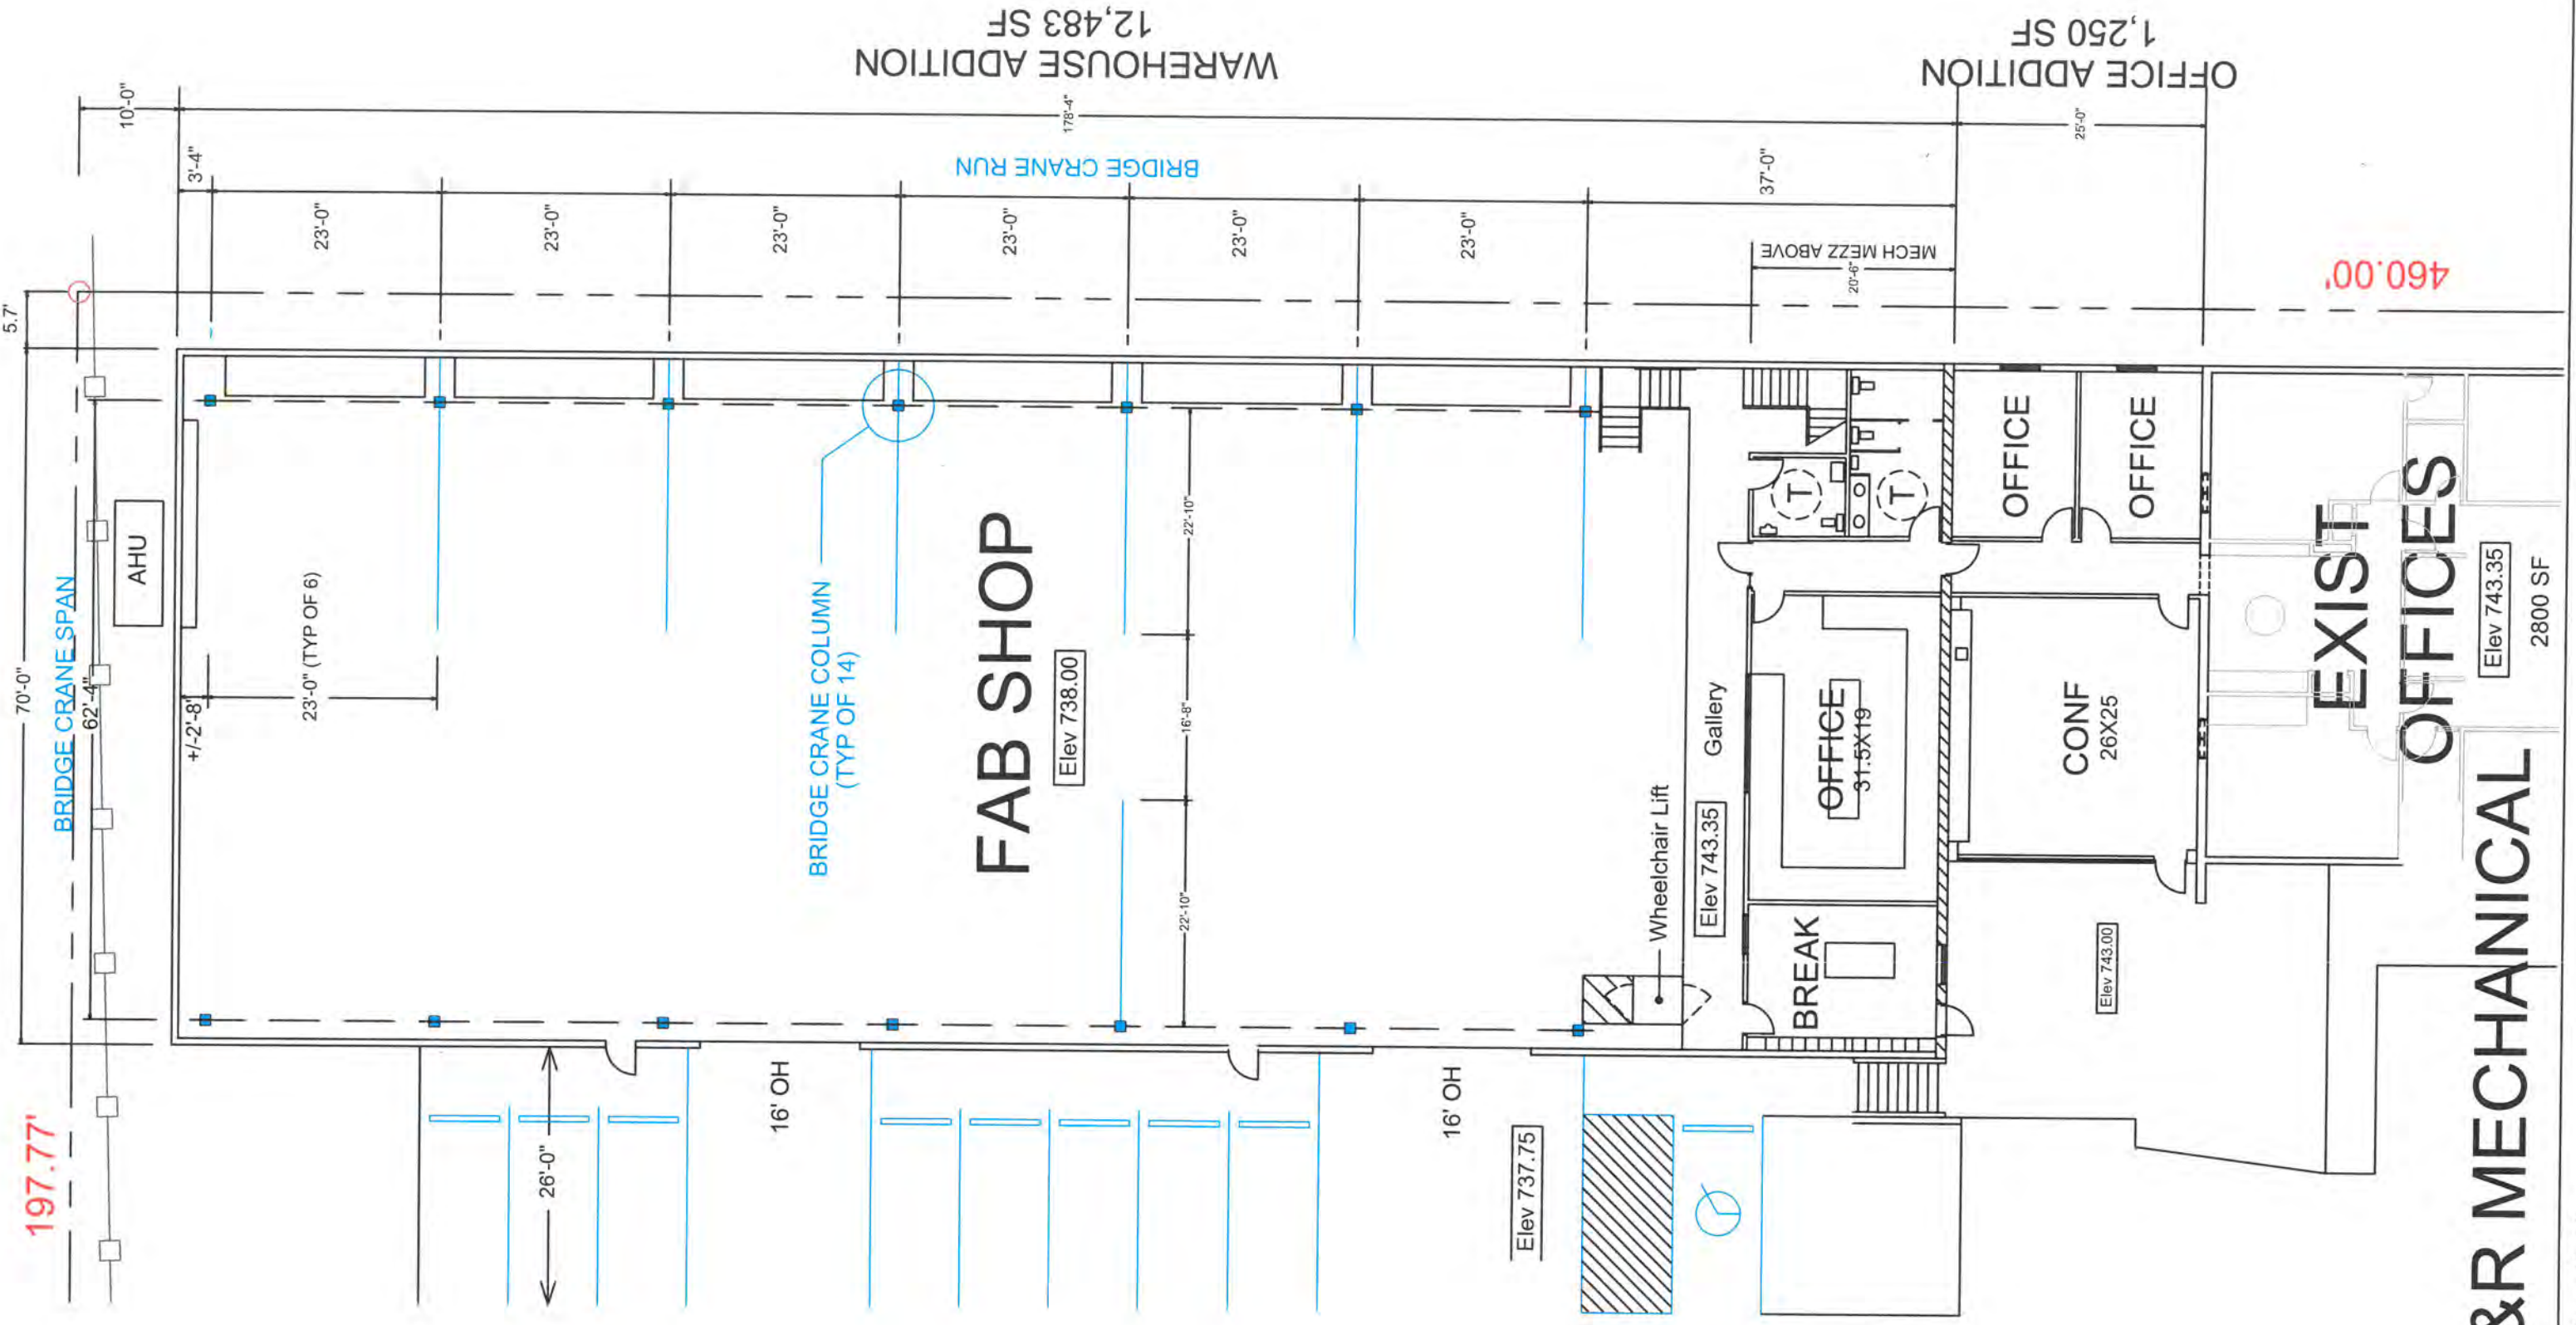 WAREHOUSE ADDITION
12,483 SF
OFFICE ADDITION
1,250 SF
10'-0"
178'-4"
25'-0"
BRIDGE CRANE RUN
3'-4"
23'-0"
23'-0"
23'-0"
23'-0"
23'-0"
23'-0"
37'-0"
MECH MEZZ ABOVE
20'-6"
460.00'
5.7'
70'-0"
BRIDGE CRANE SPAN
62'-4"
197.77'
AHU
+/-2'-8"
23'-0" (TYP OF 6)
BRIDGE CRANE COLUMN
(TYP OF 14)
FAB SHOP
Elev 738.00
22'-10"
16'-8"
22'-10"
Wheelchair Lift
Gallery
Elev 743.35
T
T
OFFICE
31.5X19
BREAK
OFFICE
OFFICE
CONF
26X25
Elev 743.00
EXIST
OFFICES
Elev 743.35
2800 SF
26'-0"
16' OH
16' OH
Elev 737.75
&R MECHANICAL